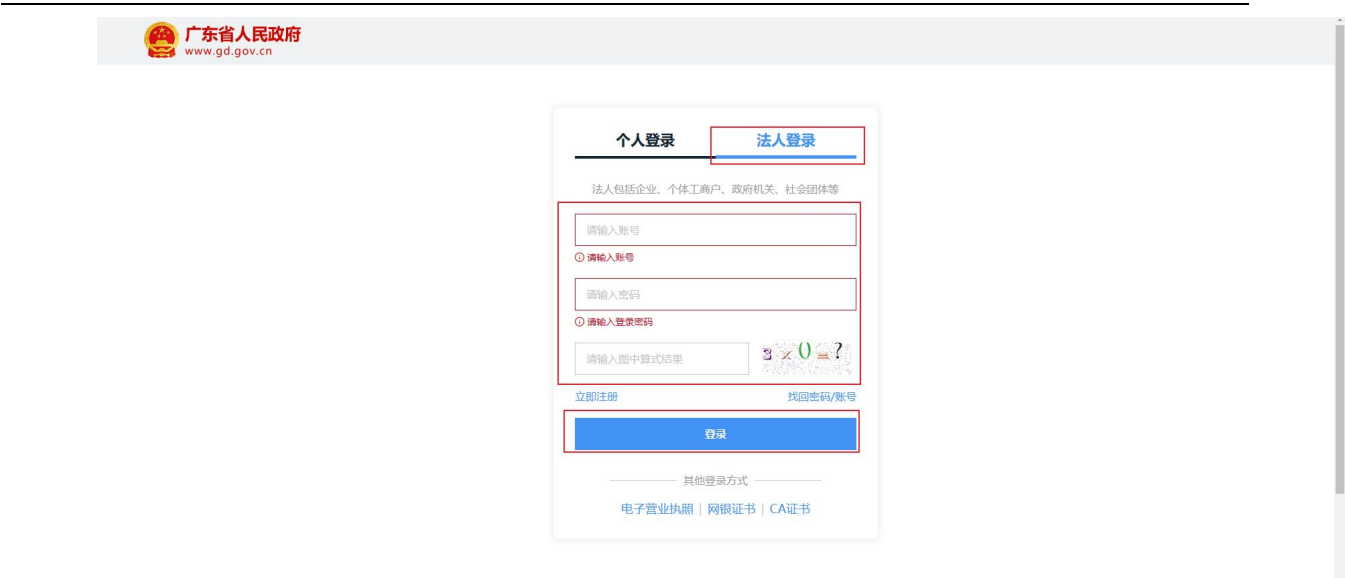 广东省人民政府
www.gd.gov.cn
个人登录 法人登录
法人包括企业、个体工商户、政府机关、社会团体等
请输入账号
请输入账号
请输入密码
请输入登录密码
请输入图中算式结果 3×0=?
立即注册 找回密码/账号
登录
其他登录方式
电子营业执照 | 网银证书 | CA证书